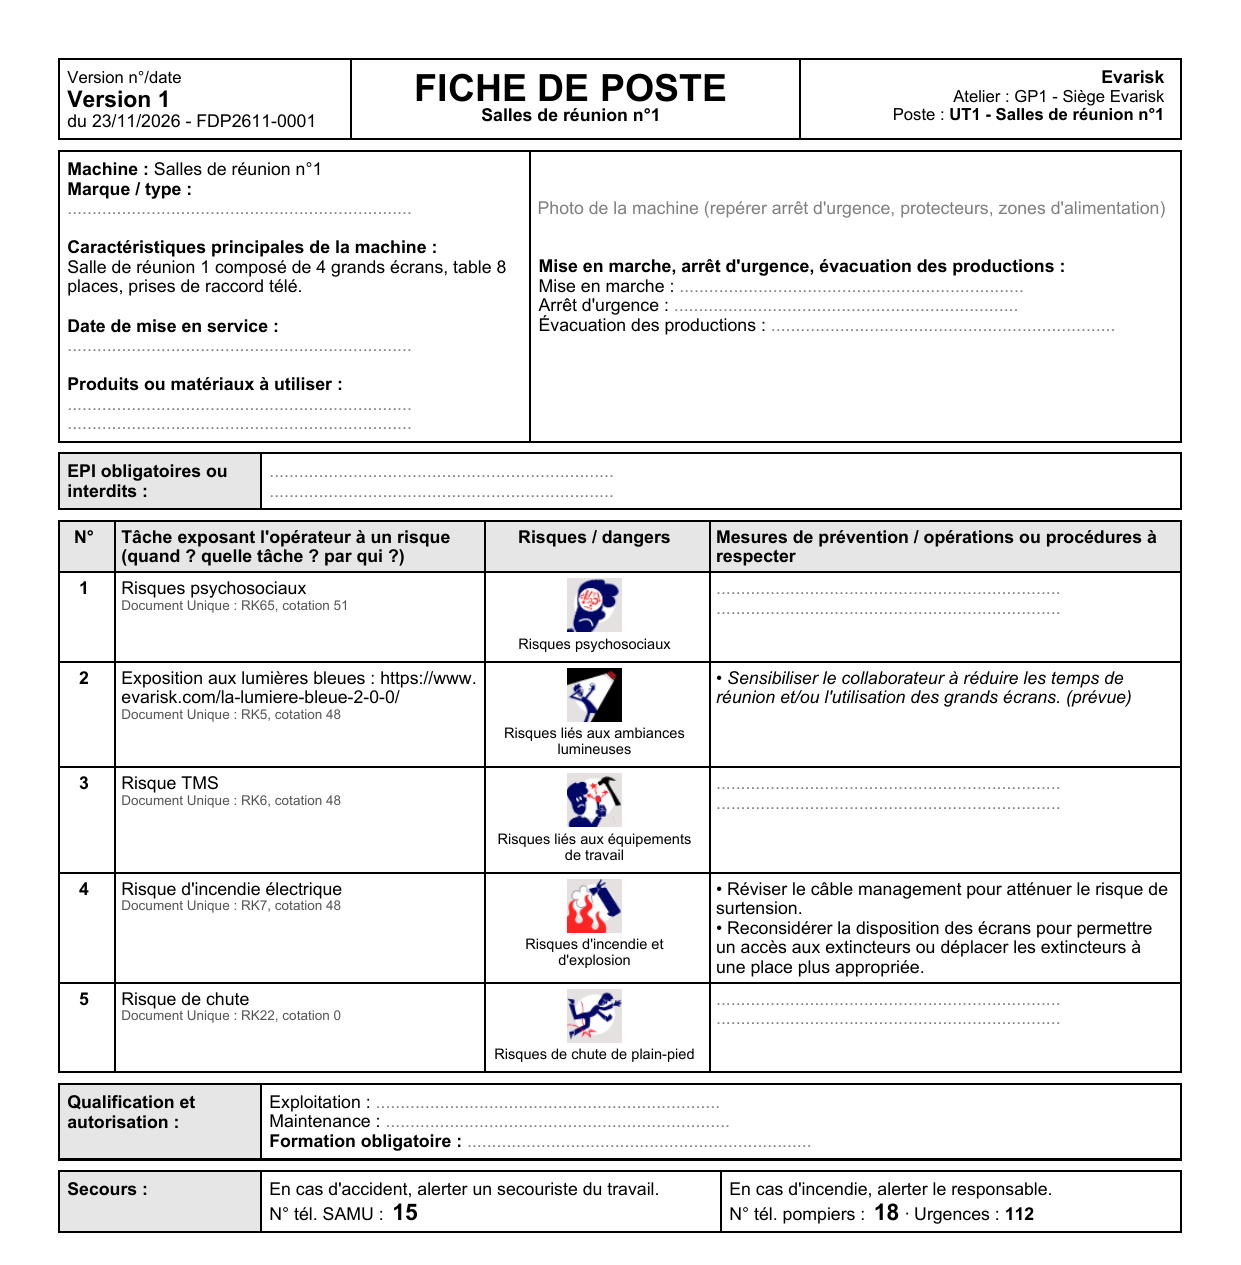 Version n°/date
Version 1
du 23/11/2026 - FDP2611-0001
FICHE DE POSTE
Salles de réunion n°1
Evarisk
Atelier : GP1 - Siège Evarisk
Poste : UT1 - Salles de réunion n°1
Machine : Salles de réunion n°1
Marque / type :
......................................................................
Caractéristiques principales de la machine :
Salle de réunion 1 composé de 4 grands écrans, table 8
places, prises de raccord télé.
Date de mise en service :
......................................................................
Produits ou matériaux à utiliser :
......................................................................
......................................................................
Photo de la machine (repérer arrêt d'urgence, protecteurs, zones d'alimentation)
Mise en marche, arrêt d'urgence, évacuation des productions :
Mise en marche : ......................................................................
Arrêt d'urgence : ......................................................................
Évacuation des productions : ......................................................................
EPI obligatoires ou
interdits :
......................................................................
......................................................................
N°
Tâche exposant l'opérateur à un risque
(quand ? quelle tâche ? par qui ?)
Risques / dangers
Mesures de prévention / opérations ou procédures à
respecter
1
Risques psychosociaux
Document Unique : RK65, cotation 51
Risques psychosociaux
......................................................................
......................................................................
2
Exposition aux lumières bleues : https://www.
evarisk.com/la-lumiere-bleue-2-0-0/
Document Unique : RK5, cotation 48
Risques liés aux ambiances
lumineuses
• Sensibiliser le collaborateur à réduire les temps de
réunion et/ou l'utilisation des grands écrans. (prévue)
3
Risque TMS
Document Unique : RK6, cotation 48
Risques liés aux équipements
de travail
......................................................................
......................................................................
4
Risque d'incendie électrique
Document Unique : RK7, cotation 48
Risques d'incendie et
d'explosion
• Réviser le câble management pour atténuer le risque de
surtension.
• Reconsidérer la disposition des écrans pour permettre
un accès aux extincteurs ou déplacer les extincteurs à
une place plus appropriée.
5
Risque de chute
Document Unique : RK22, cotation 0
Risques de chute de plain-pied
......................................................................
......................................................................
Qualification et
autorisation :
Exploitation : ......................................................................
Maintenance : ......................................................................
Formation obligatoire : ......................................................................
Secours :
En cas d'accident, alerter un secouriste du travail.
N° tél. SAMU : 15
En cas d'incendie, alerter le responsable.
N° tél. pompiers : 18 · Urgences : 112